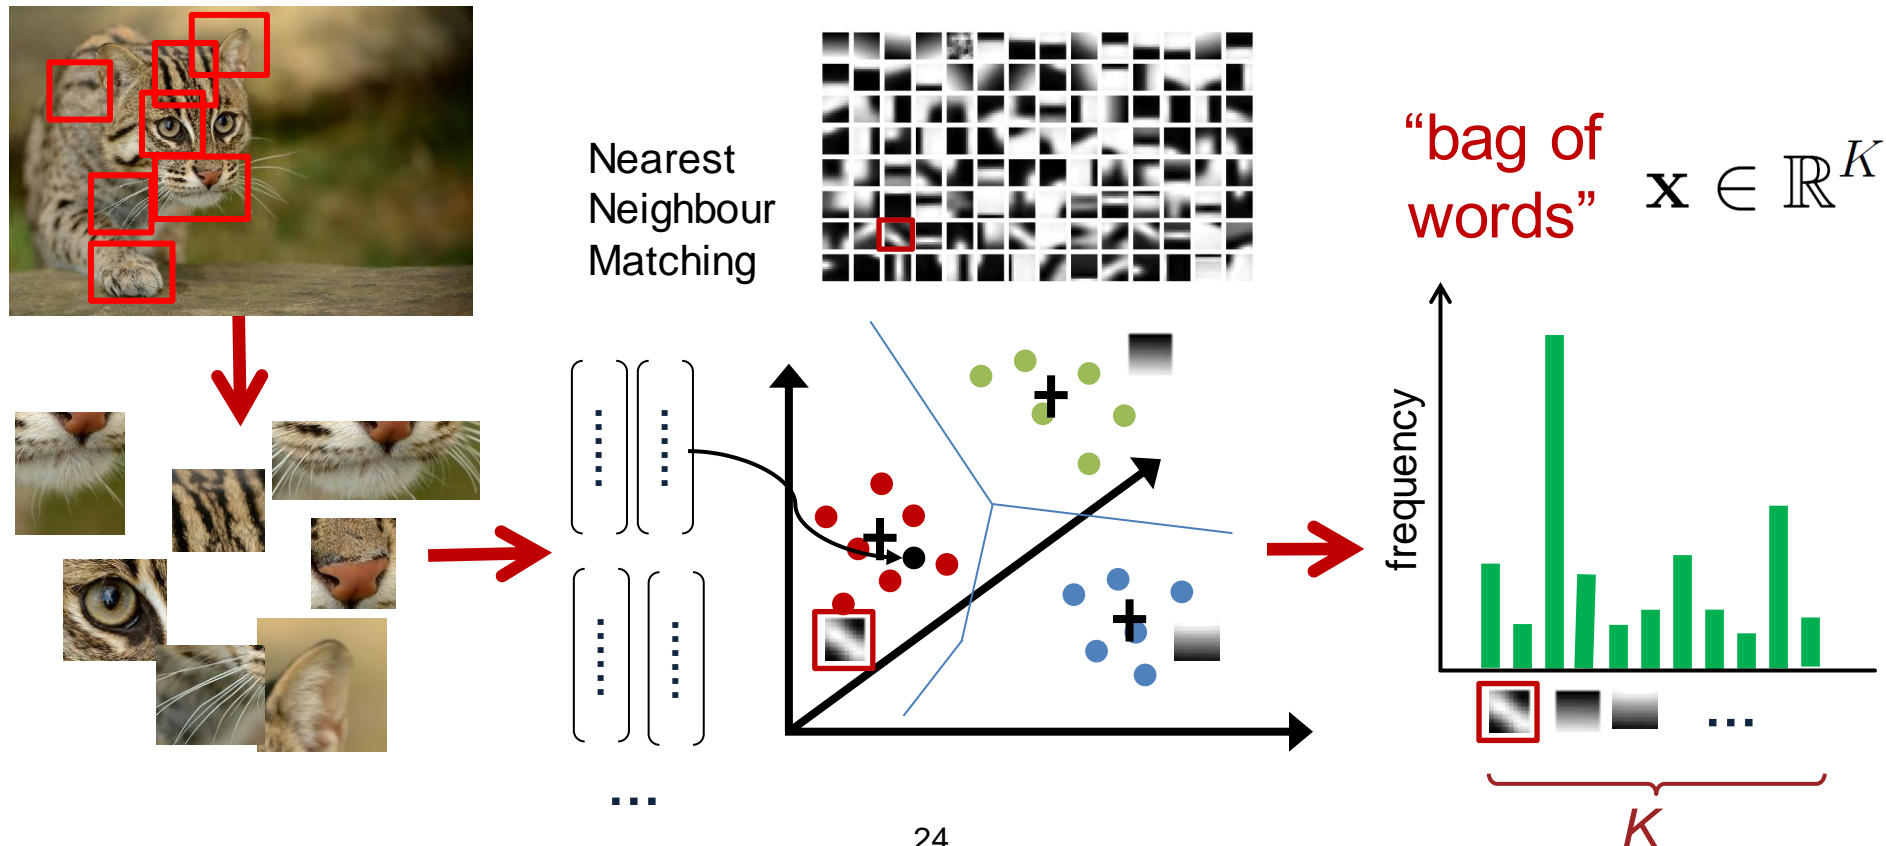 Nearest
Neighbour
Matching
“bag of
words”
x ∈ ℝ^K
frequency
...
...
K
24